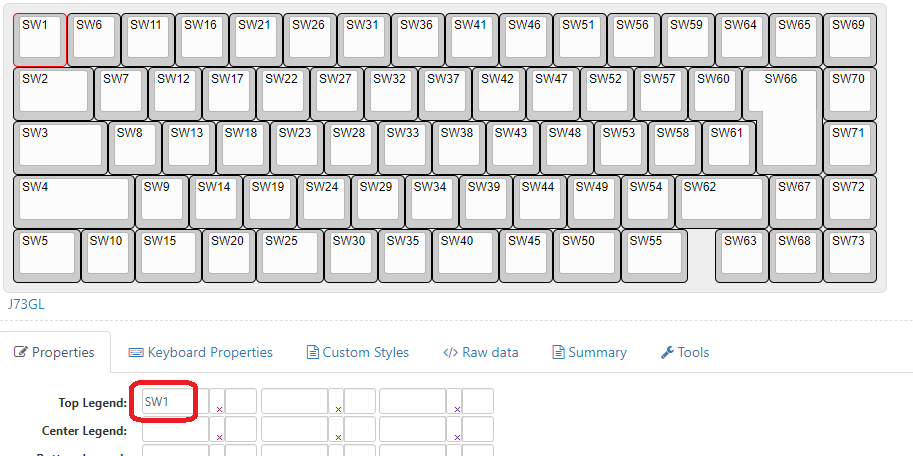 SW1 SW6 SW11 SW16 SW21 SW26 SW31 SW36 SW41 SW46 SW51 SW56 SW59 SW64 SW65 SW69
SW2 SW7 SW12 SW17 SW22 SW27 SW32 SW37 SW42 SW47 SW52 SW57 SW60 SW66 SW70
SW3 SW8 SW13 SW18 SW23 SW28 SW33 SW38 SW43 SW48 SW53 SW58 SW61 SW71
SW4 SW9 SW14 SW19 SW24 SW29 SW34 SW39 SW44 SW49 SW54 SW62 SW67 SW72
SW5 SW10 SW15 SW20 SW25 SW30 SW35 SW40 SW45 SW50 SW55 SW63 SW68 SW73
J73GL
Properties Keyboard Properties Custom Styles </> Raw data Summary Tools
Top Legend: SW1 x x x
Center Legend: x x x